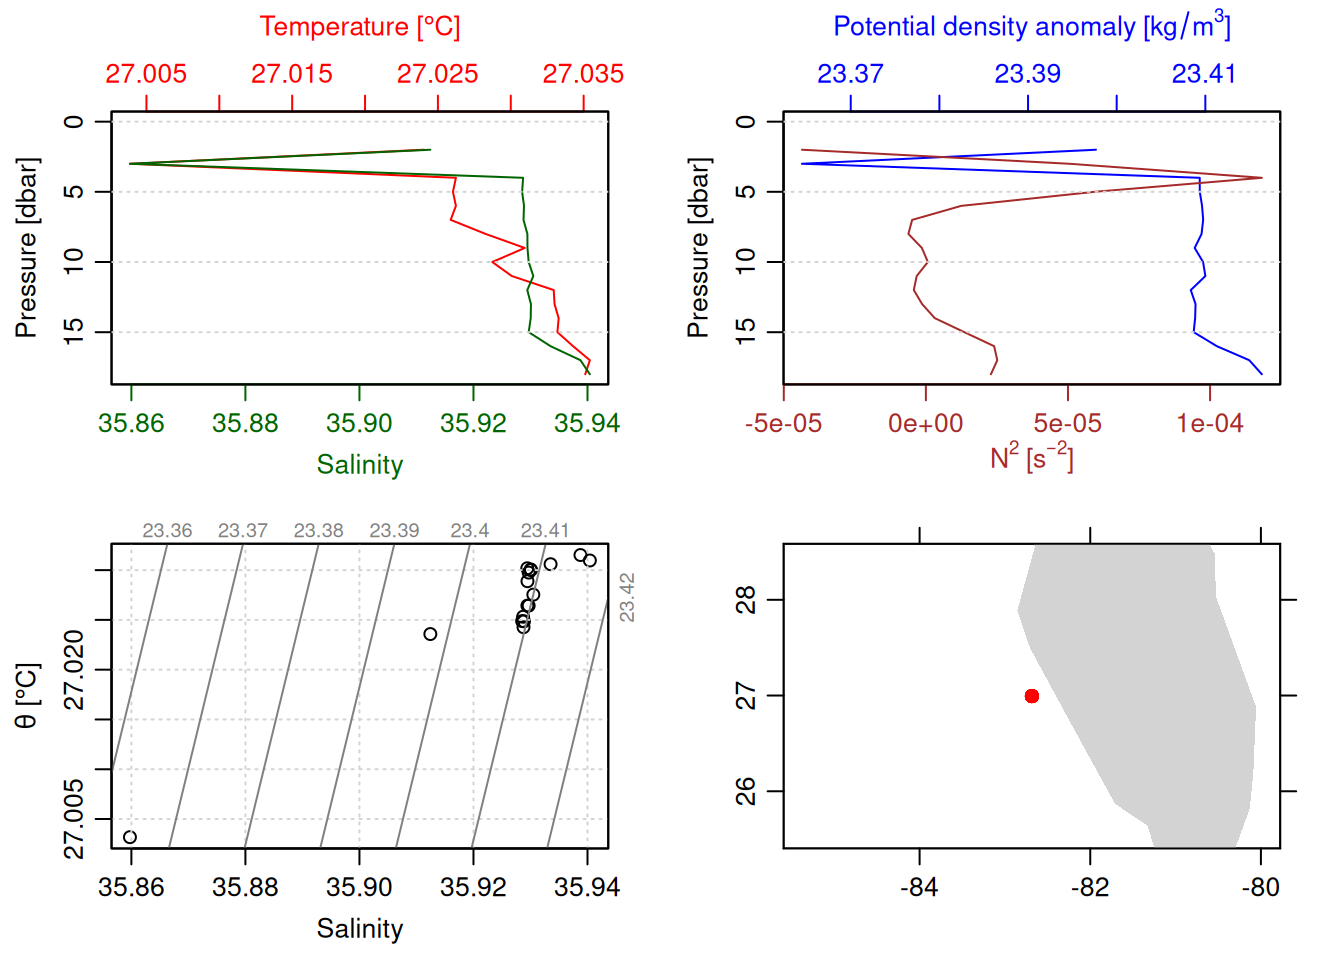 Temperature [°C]
27.005 27.015 27.025 27.035
Pressure [dbar]
0
5
10
15
35.86 35.88 35.90 35.92 35.94
Salinity
Potential density anomaly [kg/m³]
23.37 23.39 23.41
Pressure [dbar]
0
5
10
15
-5e-05 0e+00 5e-05 1e-04
N² [s⁻²]
23.36 23.37 23.38 23.39 23.4 23.41
23.42
θ [°C]
27.020
27.005
35.86 35.88 35.90 35.92 35.94
Salinity
28
27
26
-84 -82 -80